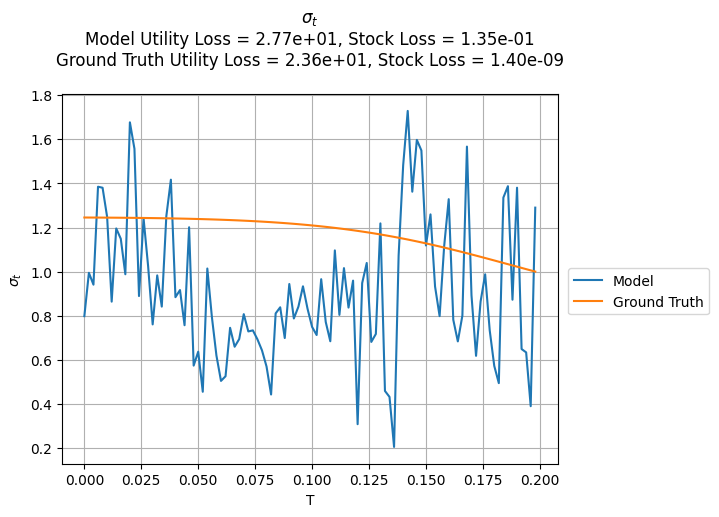 σt
Model Utility Loss = 2.77e+01, Stock Loss = 1.35e-01
Ground Truth Utility Loss = 2.36e+01, Stock Loss = 1.40e-09
1.8
1.6
1.4
1.2
1.0
0.8
0.6
0.4
0.2
σt
0.000
0.025
0.050
0.075
0.100
0.125
0.150
0.175
0.200
T
Model
Ground Truth